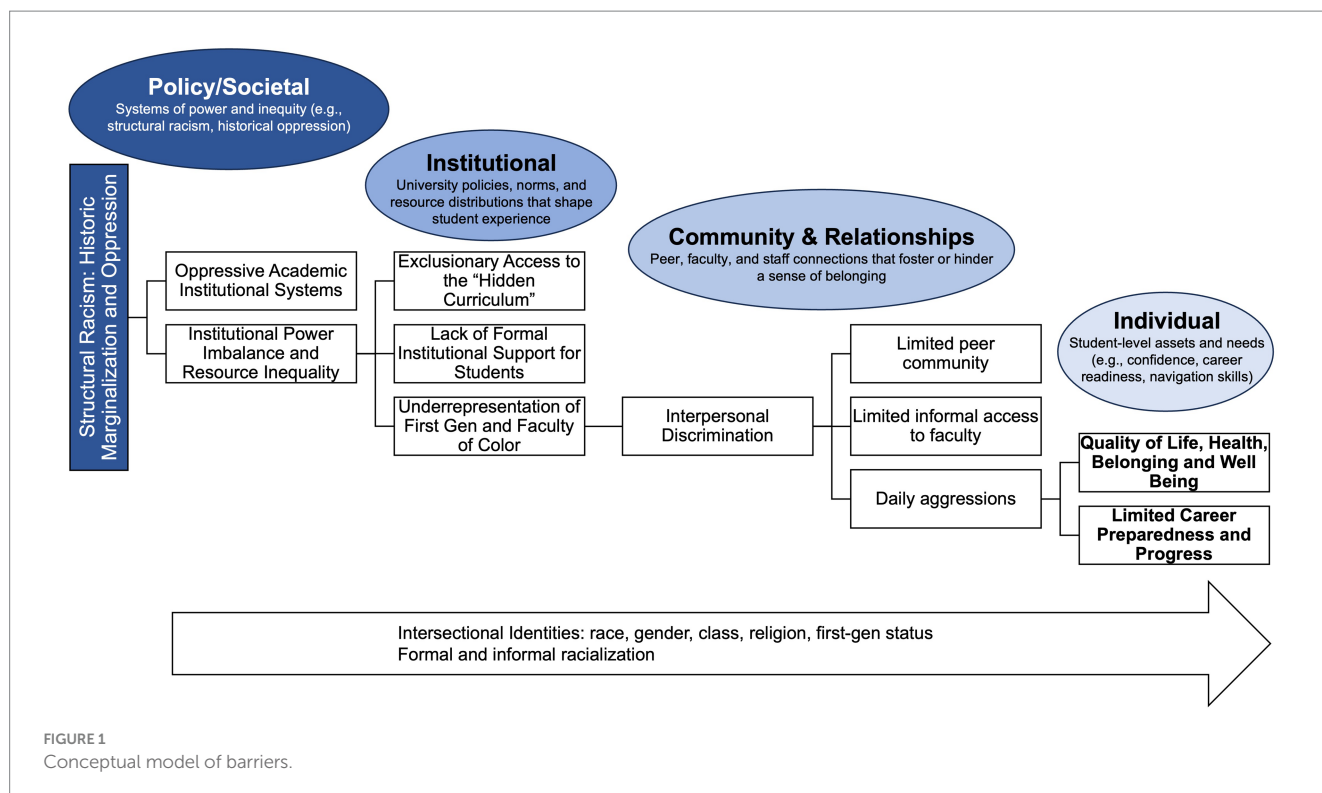 Policy/Societal
Systems of power and inequity (e.g.,
structural racism, historical oppression)
Structural Racism: Historic
Marginalization and Oppression
Oppressive Academic
Institutional Systems
Institutional Power
Imbalance and
Resource Inequality
Institutional
University policies, norms, and
resource distributions that shape
student experience
Exclusionary Access to
the “Hidden
Curriculum”
Lack of Formal
Institutional Support for
Students
Underrepresentation of
First Gen and Faculty
of Color
Community & Relationships
Peer, faculty, and staff connections that foster or hinder
a sense of belonging
Interpersonal
Discrimination
Limited peer
community
Limited informal access
to faculty
Daily aggressions
Individual
Student-level assets and needs
(e.g., confidence, career
readiness, navigation skills)
Quality of Life, Health,
Belonging and Well
Being
Limited Career
Preparedness and
Progress
Intersectional Identities: race, gender, class, religion, first-gen status
Formal and informal racialization
FIGURE 1
Conceptual model of barriers.